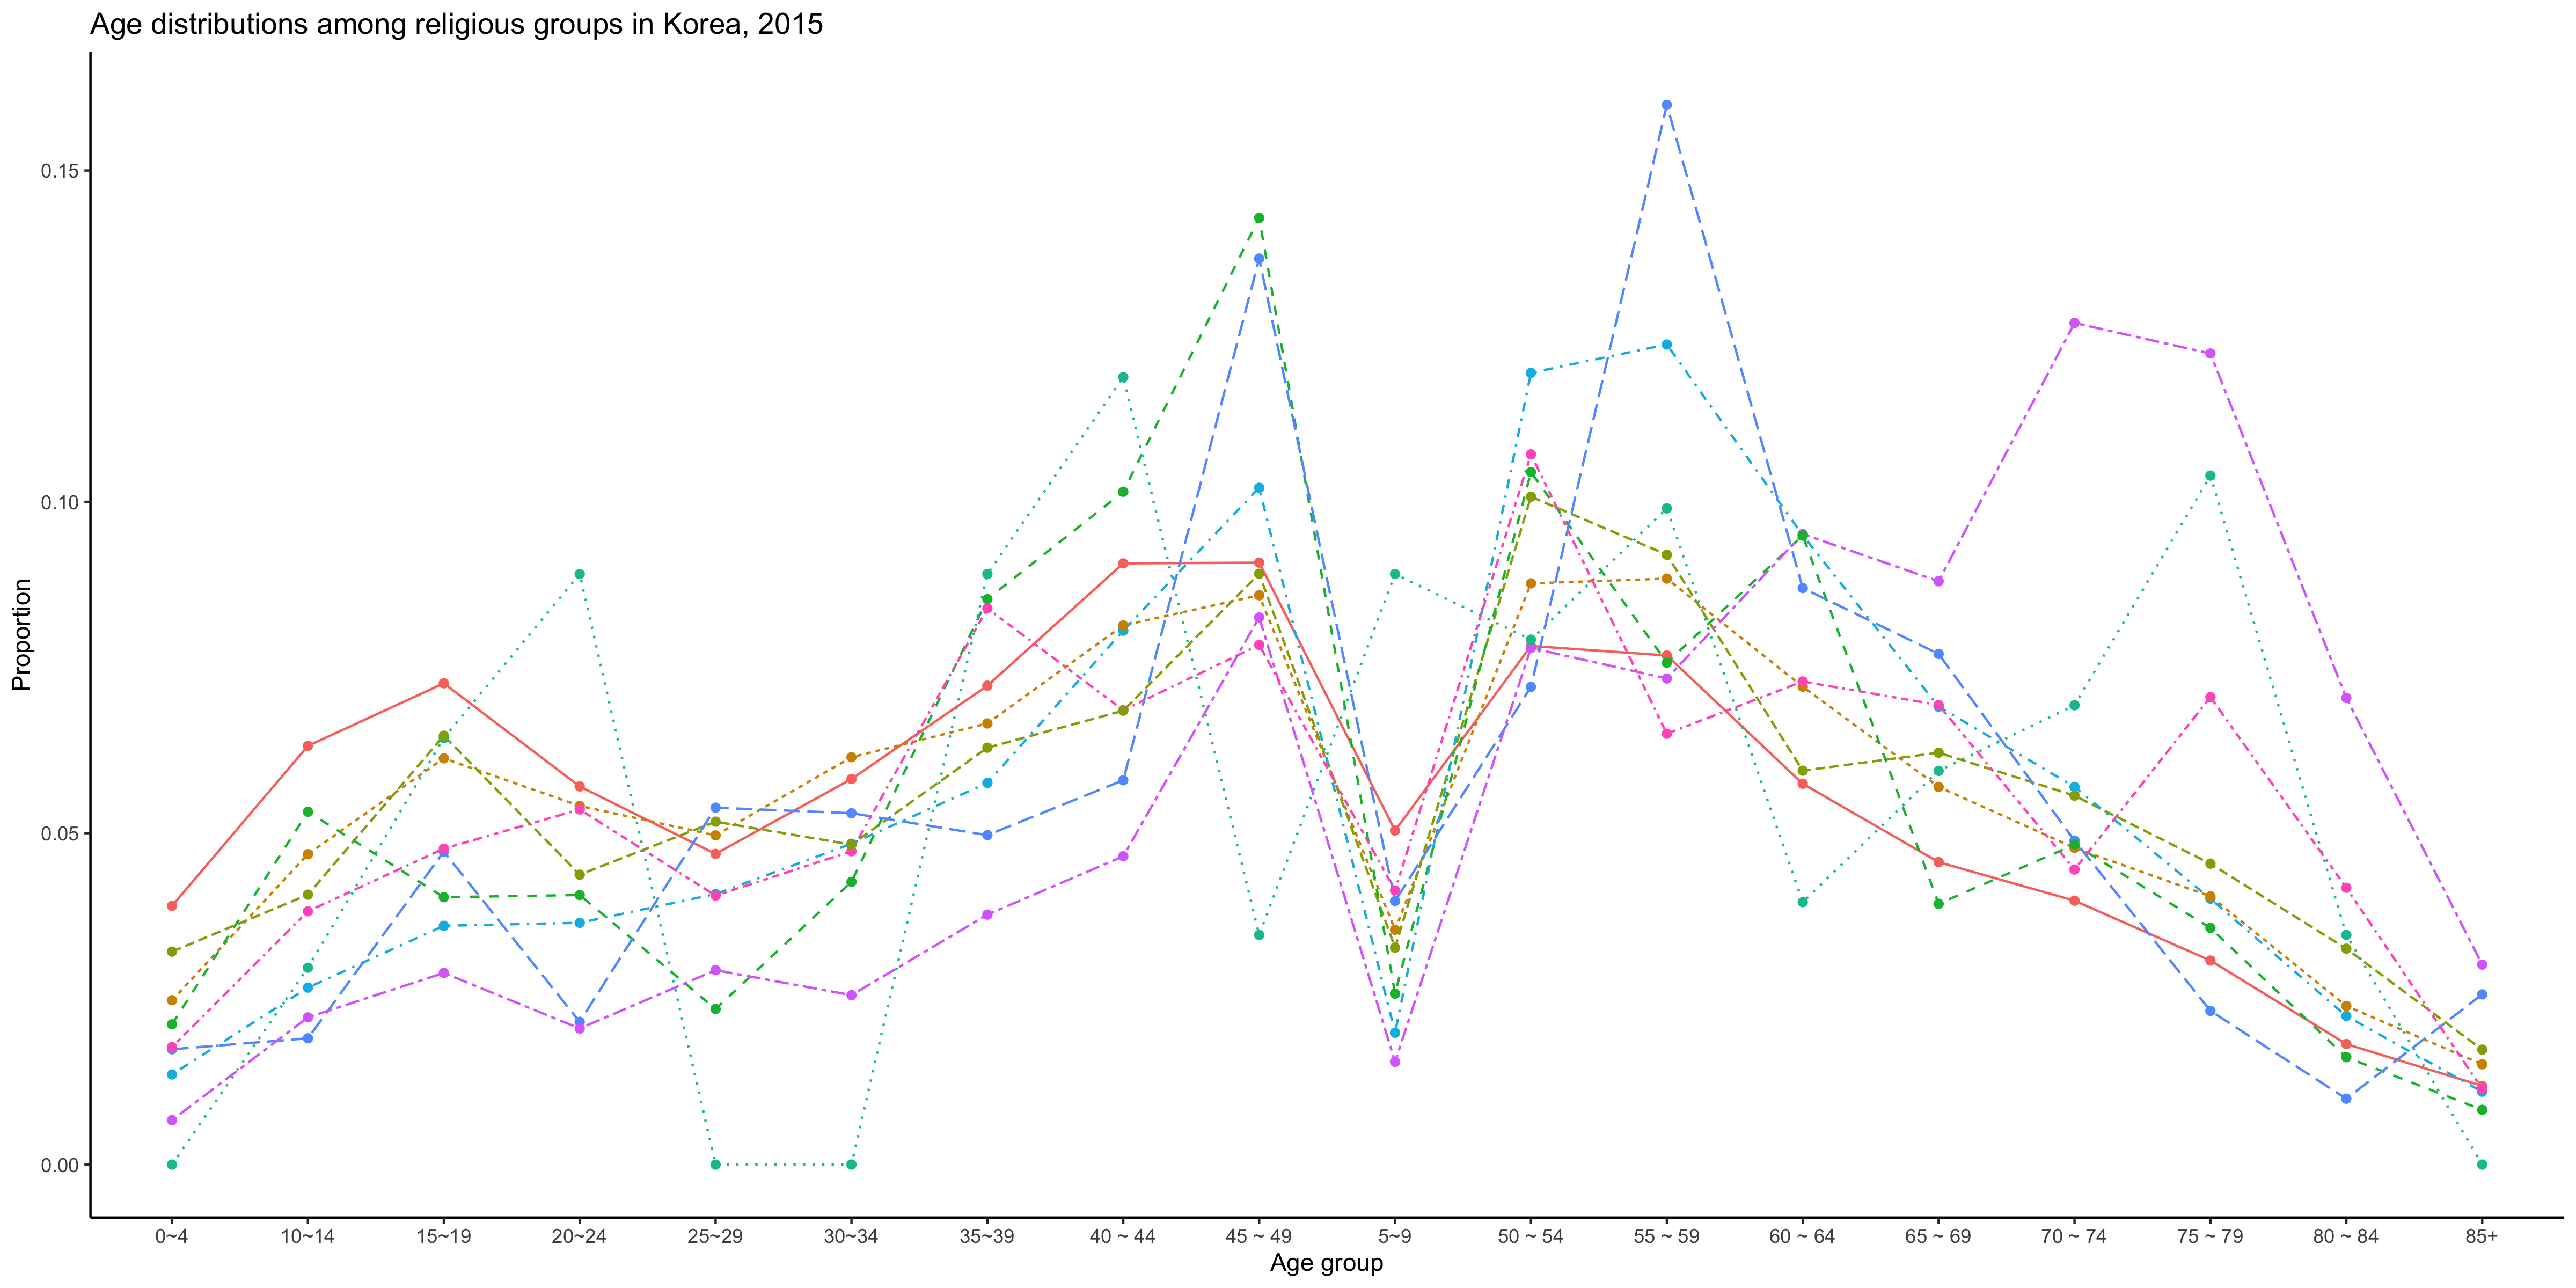 Age distributions among religious groups in Korea, 2015
Proportion
0.15
0.10
0.05
0.00
0~4 10~14 15~19 20~24 25~29 30~34 35~39 40 ~ 44 45 ~ 49 5~9 50 ~ 54 55 ~ 59 60 ~ 64 65 ~ 69 70 ~ 74 75 ~ 79 80 ~ 84 85+
Age group